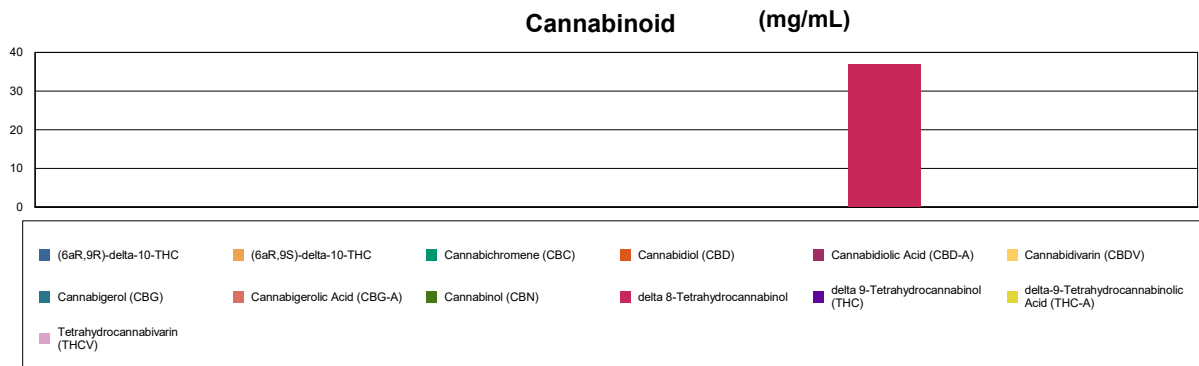 Cannabinoid (mg/mL)
40
30
20
10
0
(6aR,9R)-delta-10-THC
(6aR,9S)-delta-10-THC
Cannabichromene (CBC)
Cannabidiol (CBD)
Cannabidiolic Acid (CBD-A)
Cannabidivarin (CBDV)
Cannabigerol (CBG)
Cannabigerolic Acid (CBG-A)
Cannabinol (CBN)
delta 8-Tetrahydrocannabinol
delta 9-Tetrahydrocannabinol
(THC)
delta-9-Tetrahydrocannabinolic
Acid (THC-A)
Tetrahydrocannabivarin
(THCV)